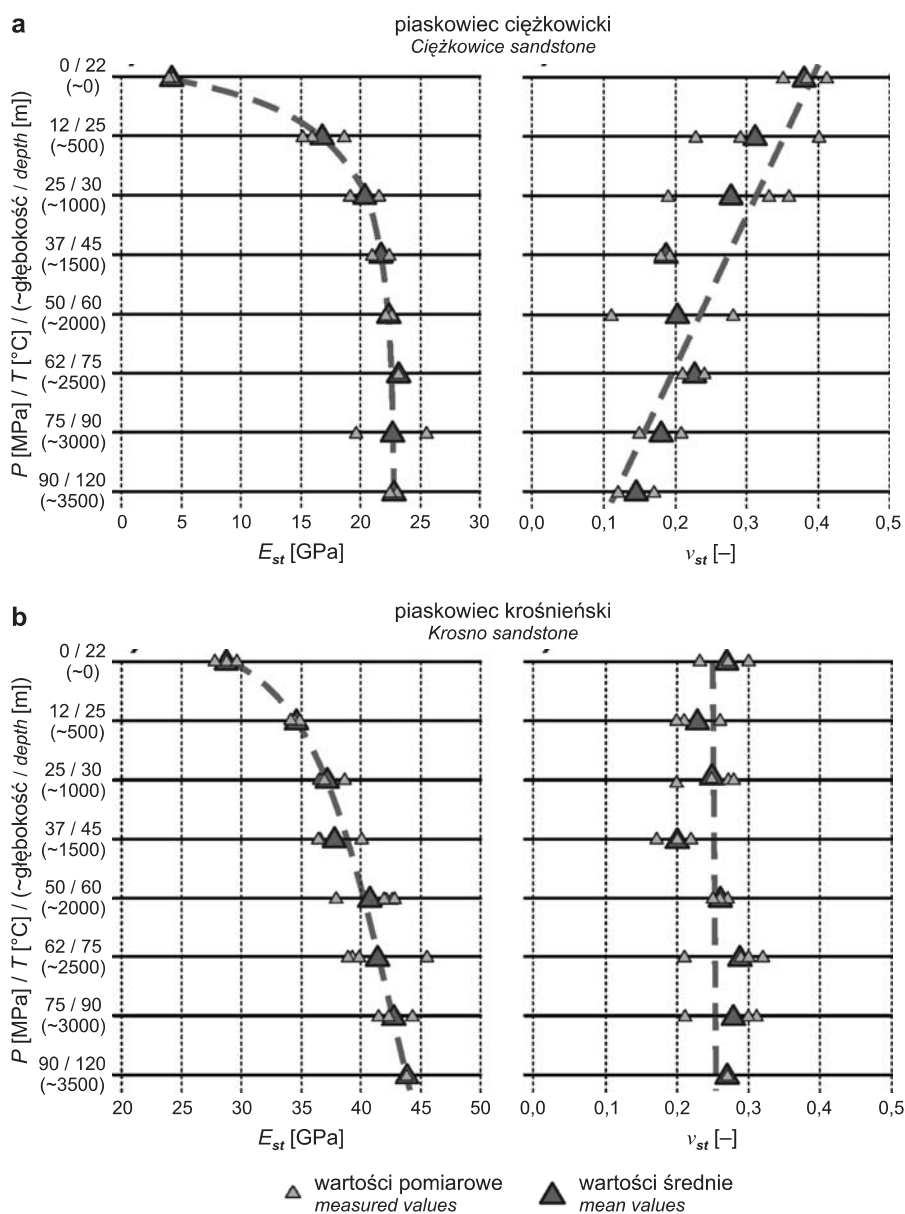 a
piaskowiec ciężkowicki
Ciężkowice sandstone
P [MPa] / T [°C] / (~głębokość / depth [m])
0 / 22
(~0)
12 / 25
(~500)
25 / 30
(~1000)
37 / 45
(~1500)
50 / 60
(~2000)
62 / 75
(~2500)
75 / 90
(~3000)
90 / 120
(~3500)
0 5 10 15 20 25 30
E st [GPa]
0,0 0,1 0,2 0,3 0,4 0,5
ν st [–]
b
piaskowiec krośnieński
Krosno sandstone
P [MPa] / T [°C] / (~głębokość / depth [m])
0 / 22
(~0)
12 / 25
(~500)
25 / 30
(~1000)
37 / 45
(~1500)
50 / 60
(~2000)
62 / 75
(~2500)
75 / 90
(~3000)
90 / 120
(~3500)
20 25 30 35 40 45 50
E st [GPa]
0,0 0,1 0,2 0,3 0,4 0,5
ν st [–]
wartości pomiarowe
measured values
wartości średnie
mean values